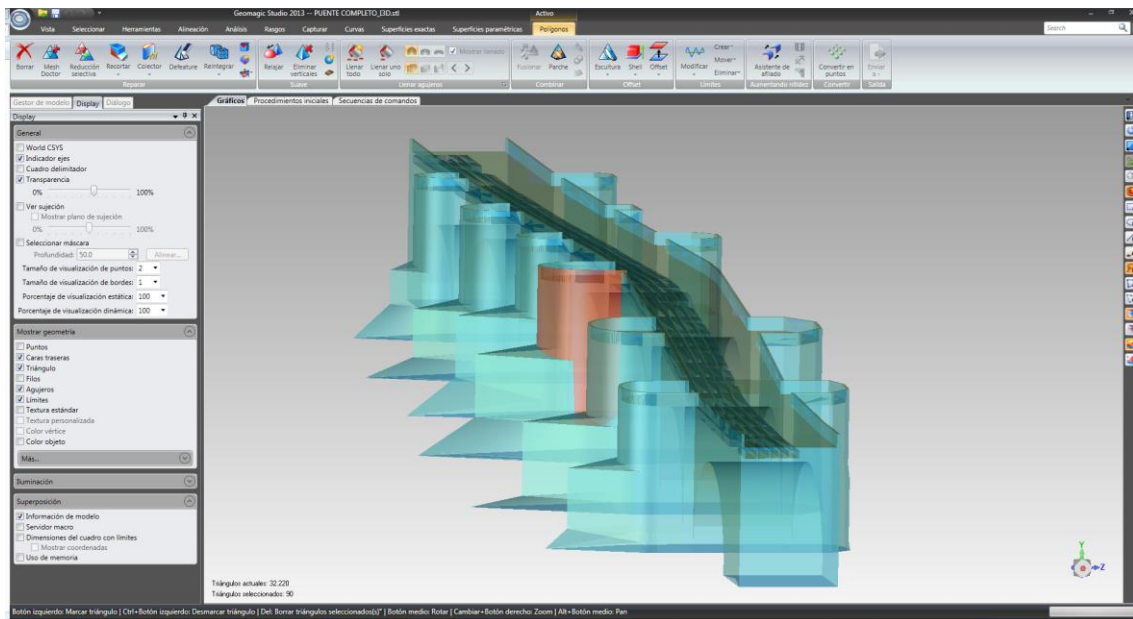 Geomagic Studio 2013 -- PUENTE COMPLETO_I3D.stl
Activo
Vista Seleccionar Herramientas Alineación Análisis Rasgos Capturar Curvas Superficies exactas Superficies paramétricas Polígonos
Search
Borrar Mesh Doctor Reducción selectiva Recortar Colector Defeature Reintegrar
Relajar Eliminar verticales
Llenar todo Llenar uno solo Mostrar llenado
Fusionar Parche
Escultura Shell Offset
Modificar Crear Mover Eliminar
Asistente de afilado
Convertir en puntos
Enviar a
Reparar Suave Llenar agujeros Combinar Offset Límites Aumentando nitidez Convertir Salida
Gestor de modelo Display Diálogo
Gráficos Procedimientos iniciales Secuencias de comandos
Display
General
World CSYS
Indicador ejes
Cuadro delimitador
Transparencia
0% 100%
Ver sujeción
Mostrar plano de sujeción
0% 100%
Seleccionar máscara
Profundidad: 50.0 Alinear...
Tamaño de visualización de puntos: 2
Tamaño de visualización de bordes: 1
Porcentaje de visualización estática: 100
Porcentaje de visualización dinámica: 100
Mostrar geometría
Puntos
Caras traseras
Triángulo
Filos
Agujeros
Límites
Textura estándar
Textura personalizada
Color vértice
Color objeto
Más...
Iluminación
Superposición
Información de modelo
Servidor macro
Dimensiones del cuadro con límites
Mostrar coordenadas
Uso de memoria
Y
Z
Triángulos actuales: 32.220
Triángulos seleccionados: 90
Botón izquierdo: Marcar triángulo | Ctrl+Botón izquierdo: Desmarcar triángulo | Del: Borrar triángulos seleccionados(s)" | Botón medio: Rotar | Cambiar+Botón derecho: Zoom | Alt+Botón medio: Pan